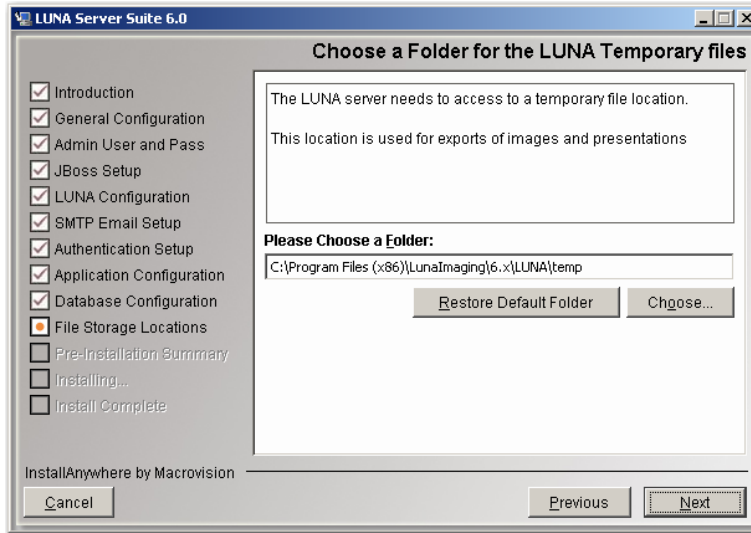 LUNA Server Suite 6.0
Choose a Folder for the LUNA Temporary files
Introduction
General Configuration
Admin User and Pass
JBoss Setup
LUNA Configuration
SMTP Email Setup
Authentication Setup
Application Configuration
Database Configuration
File Storage Locations
Pre-Installation Summary
Installing...
Install Complete
The LUNA server needs to access to a temporary file location.
This location is used for exports of images and presentations
Please Choose a Folder:
C:\Program Files (x86)\LunaImaging\6.x\LUNA\temp
Restore Default Folder
Choose...
InstallAnywhere by Macrovision
Cancel
Previous
Next